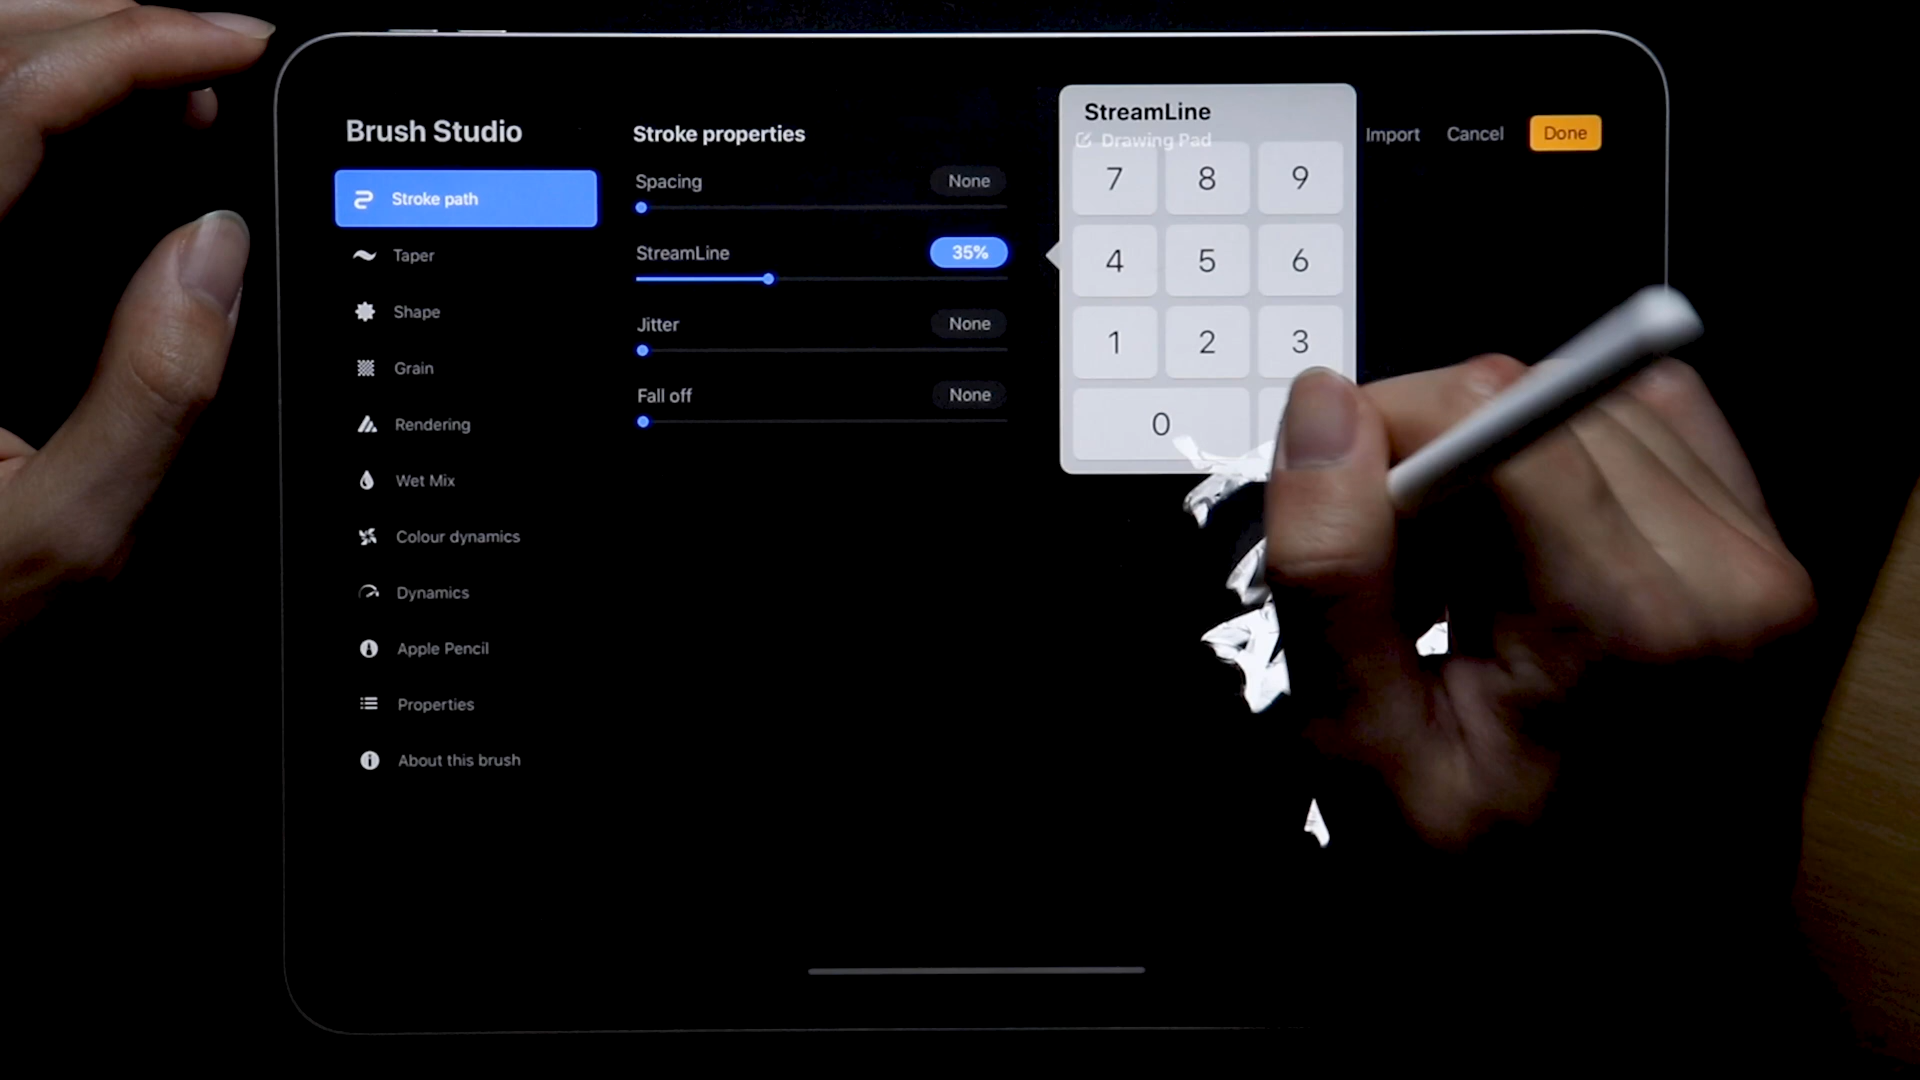 Brush Studio
Stroke path
Taper
Shape
Grain
Rendering
Wet Mix
Colour dynamics
Dynamics
Apple Pencil
Properties
About this brush
Stroke properties
Spacing
None
StreamLine
35%
Jitter
None
Fall off
None
StreamLine
Drawing Pad
7 8 9
4 5 6
1 2 3
0
Import
Cancel
Done